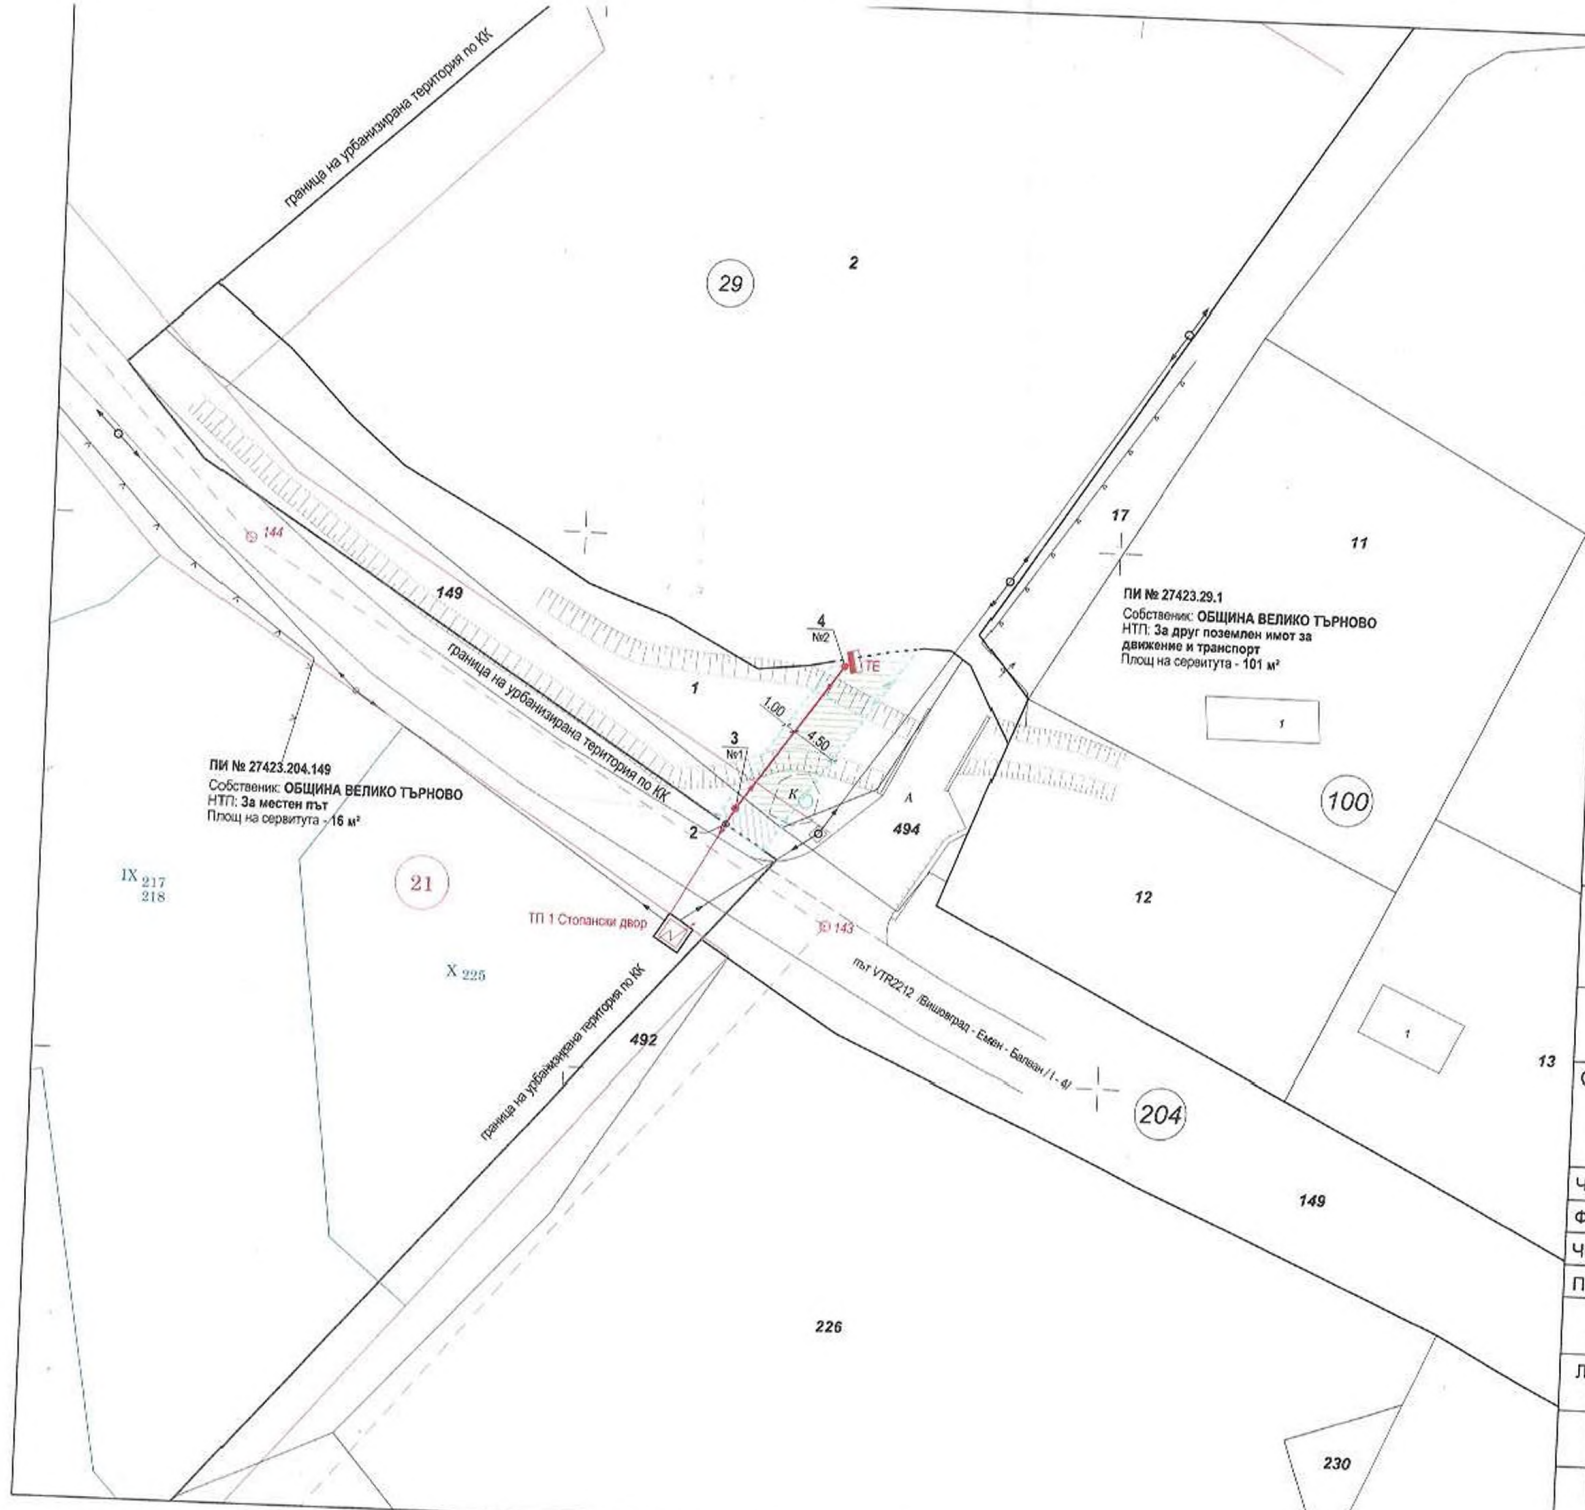 граница на урбанизирана територия по КК
2
29
17
11
144
149
ПИ № 27423.29.1
Собственик: ОБЩИНА ВЕЛИКО ТЪРНОВО
НТП: За друг поземлен имот за
движение и транспорт
Площ на сервитута - 101 м²
4
№2
ТЕ
граница на урбанизирана територия по КК
1
1.00
4.50
3
№1
1
ПИ № 27423.204.149
Собственик: ОБЩИНА ВЕЛИКО ТЪРНОВО
НТП: За местен път
Площ на сервитута - 16 м²
К
А
494
100
2
IX 217
218
21
12
ТП 1 Стопански двор
143
X 225
път VTR2212 /Вишовград - Емен - Балван / I - 4/
492
граница на урбанизирана територия по КК
1
13
204
149
Ч
Ф
Ч
П
226
Л
230